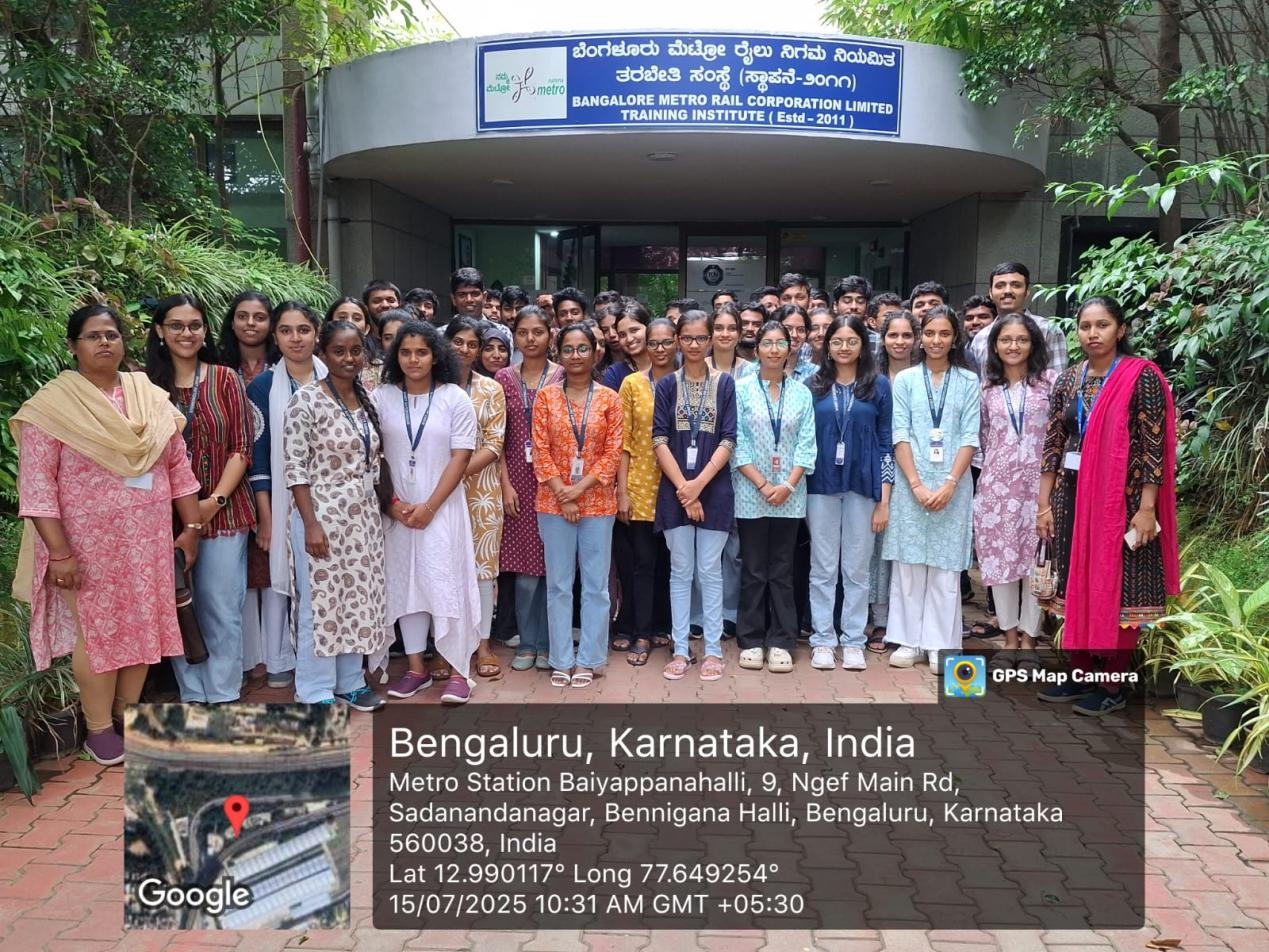 ನಮ್ಮ
ಮೆಟ್ರೋ
namma
metro
ಬೆಂಗಳೂರು ಮೆಟ್ರೋ ರೈಲು ನಿಗಮ ನಿಯಮಿತ
ತರಬೇತಿ ಸಂಸ್ಥೆ (ಸ್ಥಾಪನೆ-೨೦೧೧)
BANGALORE METRO RAIL CORPORATION LIMITED
TRAINING INSTITUTE ( Estd - 2011 )
GPS Map Camera
Bengaluru, Karnataka, India
Metro Station Baiyappanahalli, 9, Ngef Main Rd,
Sadanandanagar, Bennigana Halli, Bengaluru, Karnataka
560038, India
Lat 12.990117° Long 77.649254°
15/07/2025 10:31 AM GMT +05:30
Google